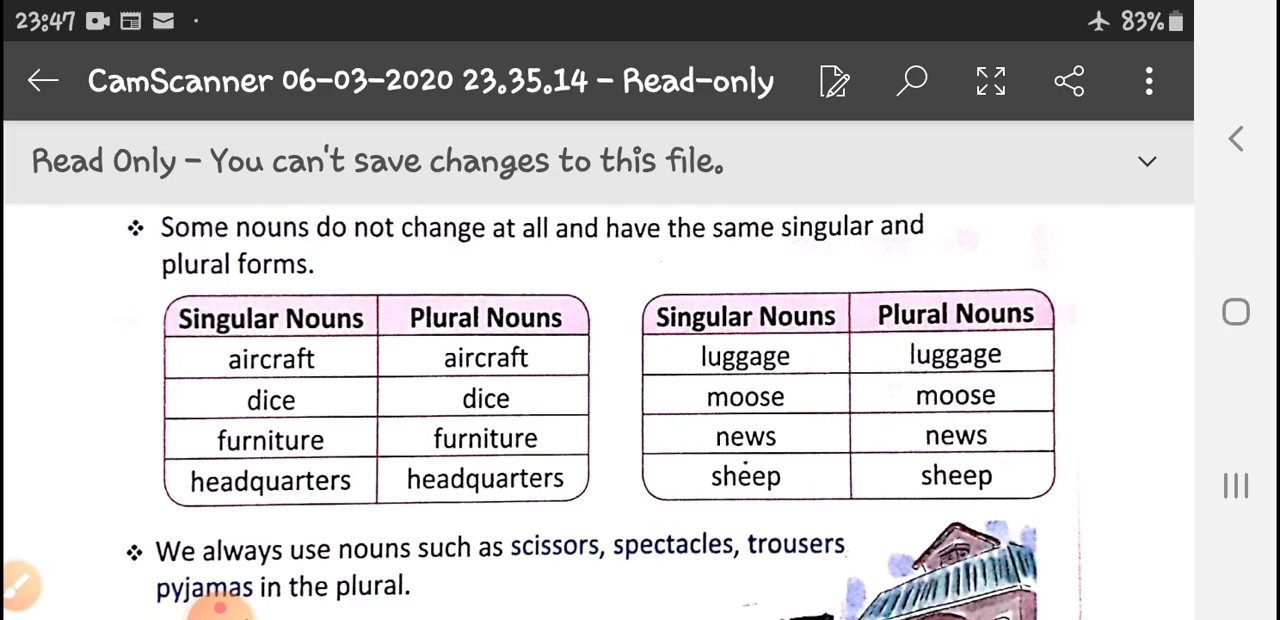 23:47 83%
CamScanner 06-03-2020 23.35.14 - Read-only
Read Only - You can't save changes to this file.
❖ Some nouns do not change at all and have the same singular and
plural forms.
Singular Nouns Plural Nouns
aircraft aircraft
dice dice
furniture furniture
headquarters headquarters
Singular Nouns Plural Nouns
luggage luggage
moose moose
news news
sheep sheep
❖ We always use nouns such as scissors, spectacles, trousers
pyjamas in the plural.